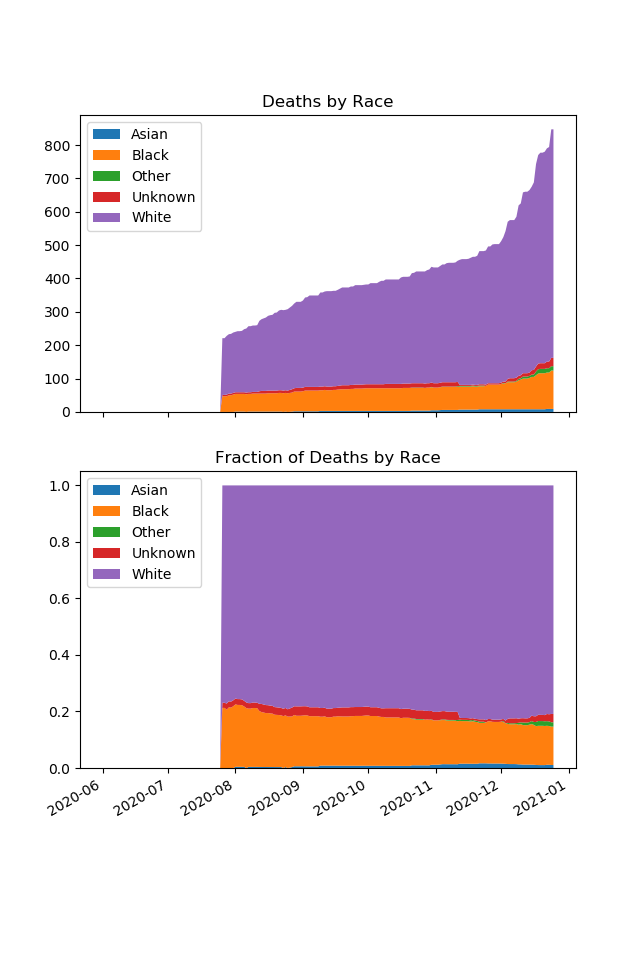 Deaths by Race
Asian
Black
Other
Unknown
White
800
700
600
500
400
300
200
100
0
Fraction of Deaths by Race
Asian
Black
Other
Unknown
White
1.0
0.8
0.6
0.4
0.2
0.0
2020-06
2020-07
2020-08
2020-09
2020-10
2020-11
2020-12
2021-01